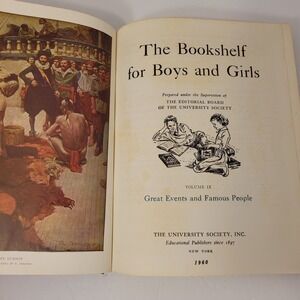 The Bookshelf
for Boys and Girls
Prepared under the Supervision of
THE EDITORIAL BOARD
OF THE UNIVERSITY SOCIETY
VOLUME IX
Great Events and Famous People
THE UNIVERSITY SOCIETY, INC.
Educational Publishers since 1897
NEW YORK
1960